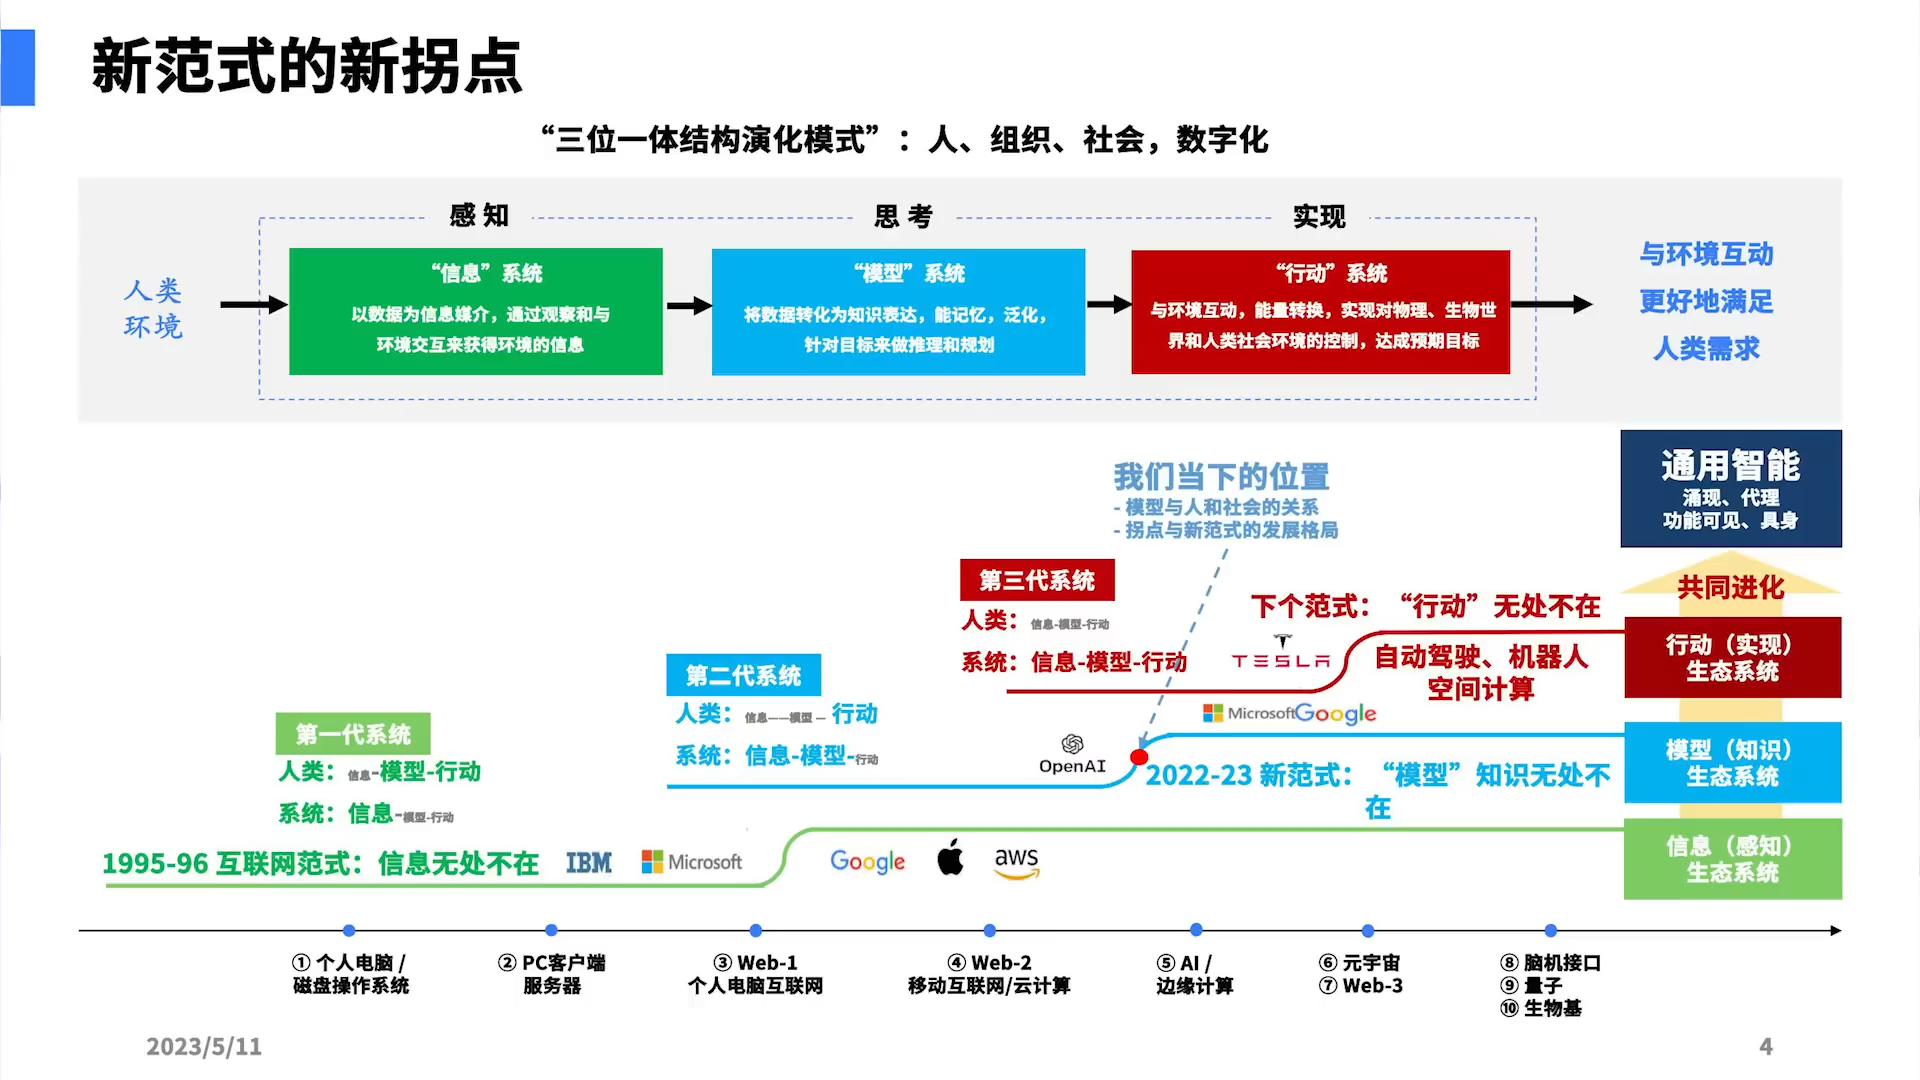 新范式的新拐点
“三位一体结构演化模式”：人、组织、社会，数字化
感 知
思 考
实现
人类
环境
“信息”系统
以数据为信息媒介，通过观察和与
环境交互来获得环境的信息
“模型”系统
将数据转化为知识表达，能记忆，泛化，
针对目标来做推理和规划
“行动”系统
与环境互动，能量转换，实现对物理、生物世
界和人类社会环境的控制，达成预期目标
与环境互动
更好地满足
人类需求
通用智能
涌现、代理
功能可见、具身
我们当下的位置
- 模型与人和社会的关系
- 拐点与新范式的发展格局
共同进化
第三代系统
人类：信息-模型-行动
系统：信息-模型-行动
TESLA
下个范式：“行动”无处不在
自动驾驶、机器人
空间计算
行动（实现）
生态系统
第二代系统
人类：信息——模型 — 行动
系统：信息-模型-行动
OpenAI
Microsoft Google
2022-23 新范式：“模型”知识无处不
在
模型（知识）
生态系统
第一代系统
人类：信息-模型-行动
系统：信息-模型-行动
1995-96 互联网范式：信息无处不在
IBM
Microsoft
Google
aws
信息（感知）
生态系统
① 个人电脑 /
磁盘操作系统
② PC客户端
服务器
③ Web-1
个人电脑互联网
④ Web-2
移动互联网/云计算
⑤ AI /
边缘计算
⑥ 元宇宙
⑦ Web-3
⑧ 脑机接口
⑨ 量子
⑩ 生物基
2023/5/11
4